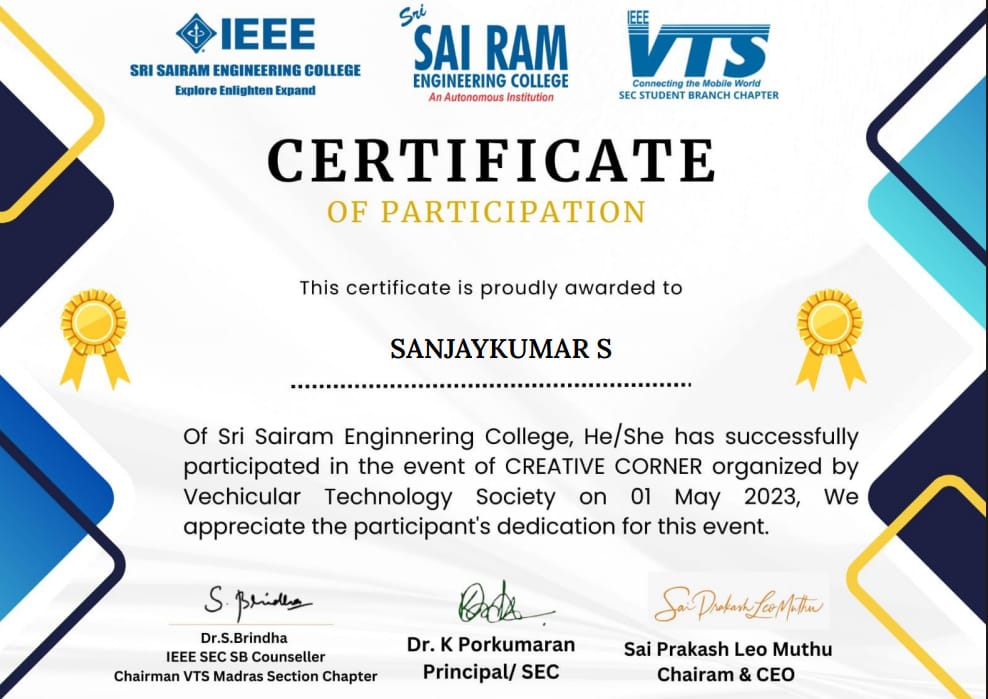 IEEE
SRI SAIRAM ENGINEERING COLLEGE
Explore Enlighten Expand
Sri
SAI RAM
ENGINEERING COLLEGE
An Autonomous Institution
IEEE
VTS
Connecting the Mobile World
SEC STUDENT BRANCH CHAPTER
CERTIFICATE
OF PARTICIPATION
This certificate is proudly awarded to
SANJAYKUMAR S
Of Sri Sairam Enginnering College, He/She has successfully
participated in the event of CREATIVE CORNER organized by
Vechicular Technology Society on 01 May 2023, We
appreciate the participant's dedication for this event.
S. Brindha
Dr.S.Brindha
IEEE SEC SB Counseller
Chairman VTS Madras Section Chapter
Dr. K Porkumaran
Principal/ SEC
Sai Prakash Leo Muthu
Sai Prakash Leo Muthu
Chairam & CEO